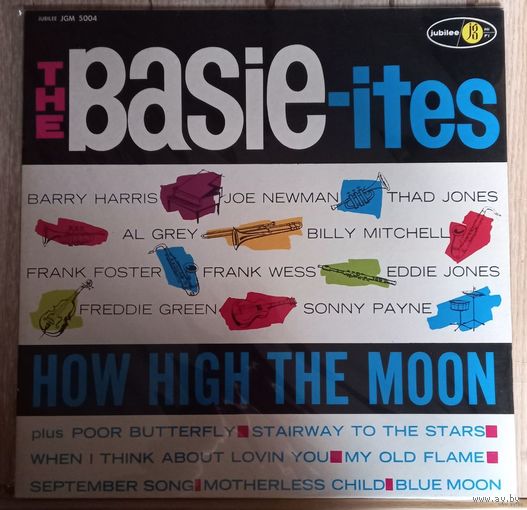 JUBILEE JGM 5004
jubilee jgm
THE BASIE-ites
BARRY HARRIS JOE NEWMAN THAD JONES
AL GREY BILLY MITCHELL
FRANK FOSTER FRANK WESS EDDIE JONES
FREDDIE GREEN SONNY PAYNE
HOW HIGH THE MOON
plus POOR BUTTERFLY STAIRWAY TO THE STARS
WHEN I THINK ABOUT LOVIN YOU MY OLD FLAME
SEPTEMBER SONG MOTHERLESS CHILD BLUE MOON
www.av.by